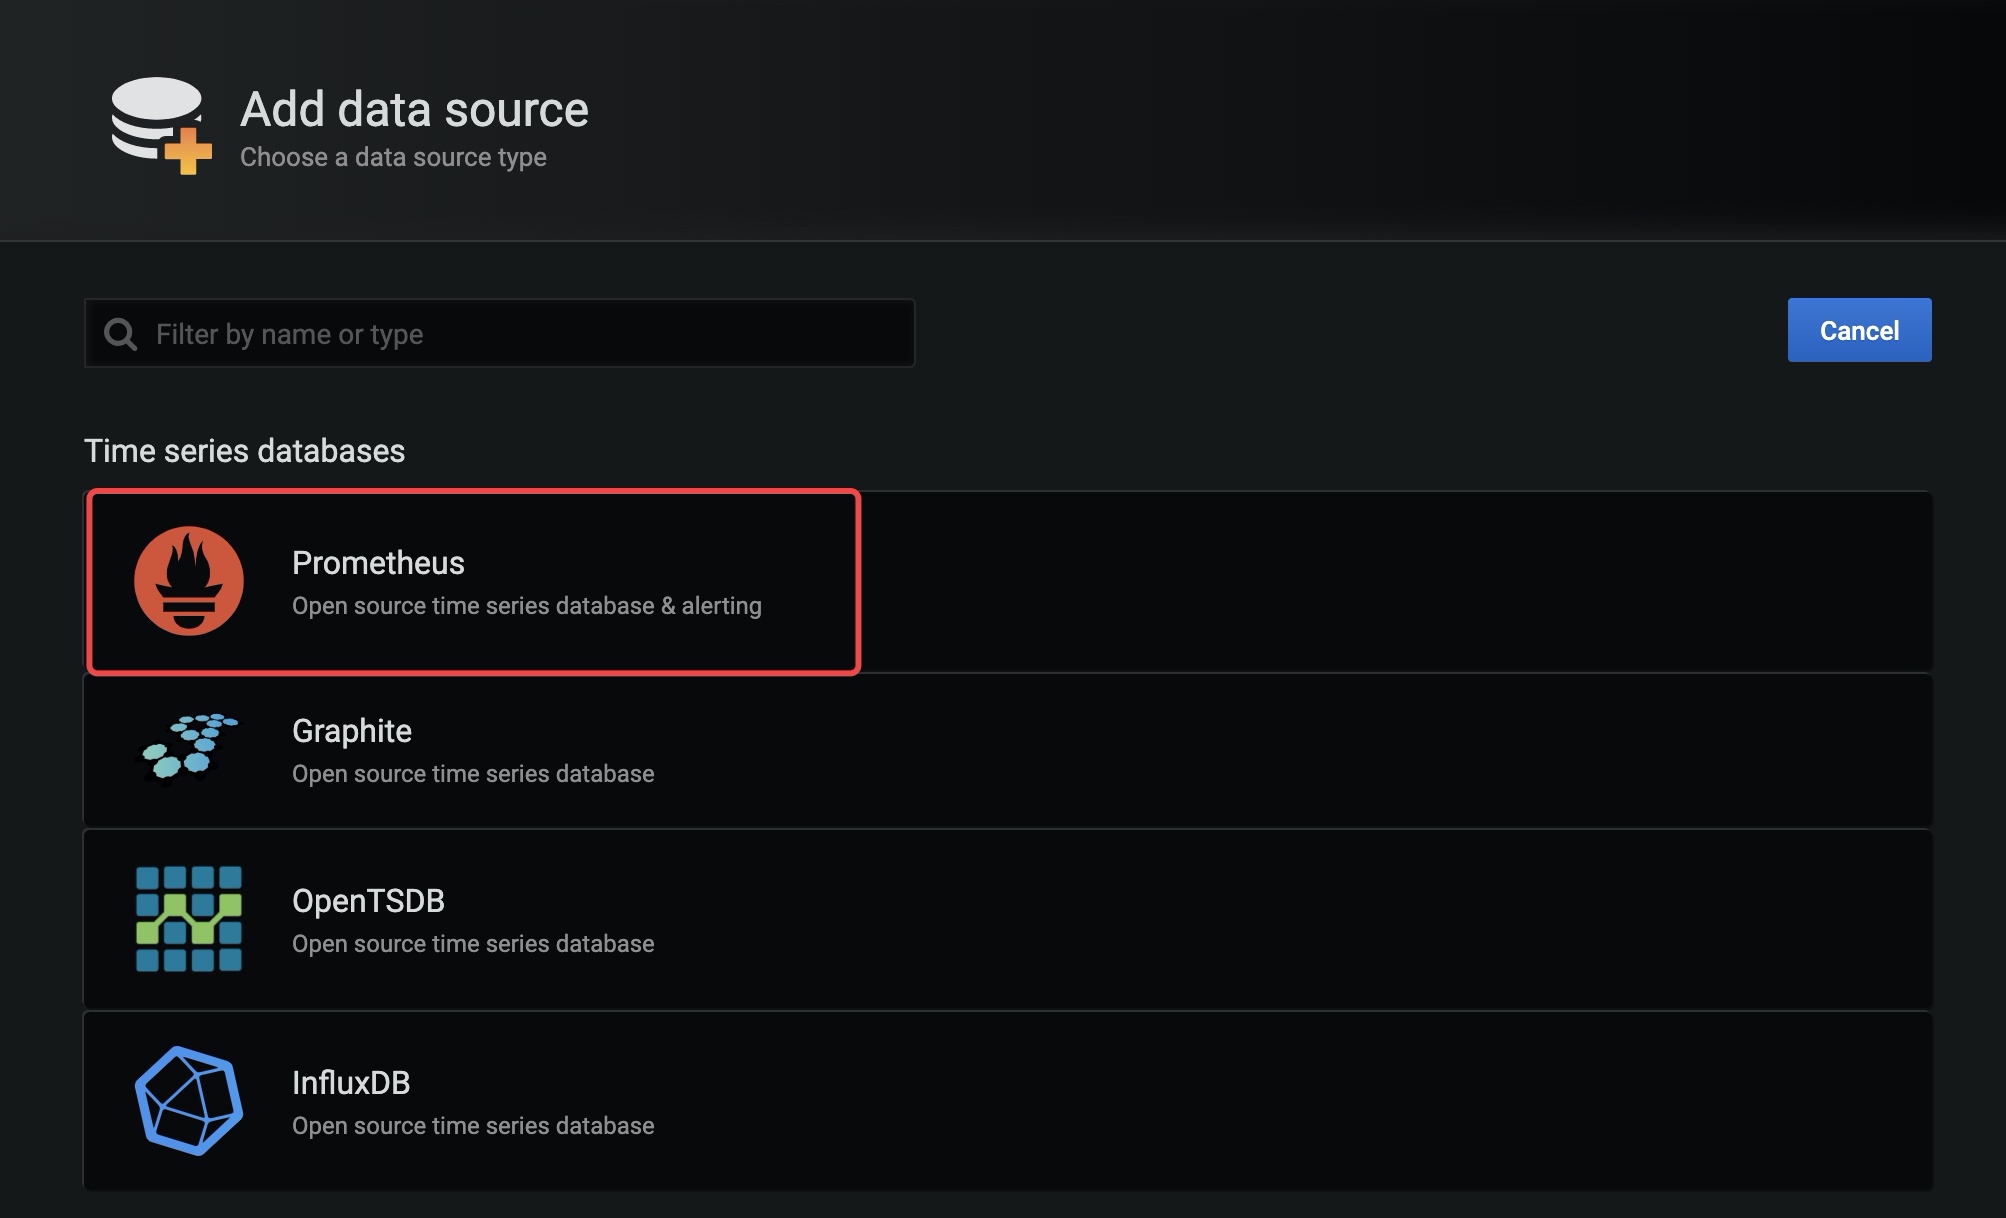 Add data source
Choose a data source type
Filter by name or type
Cancel
Time series databases
Prometheus
Open source time series database & alerting
Graphite
Open source time series database
OpenTSDB
Open source time series database
InfluxDB
Open source time series database